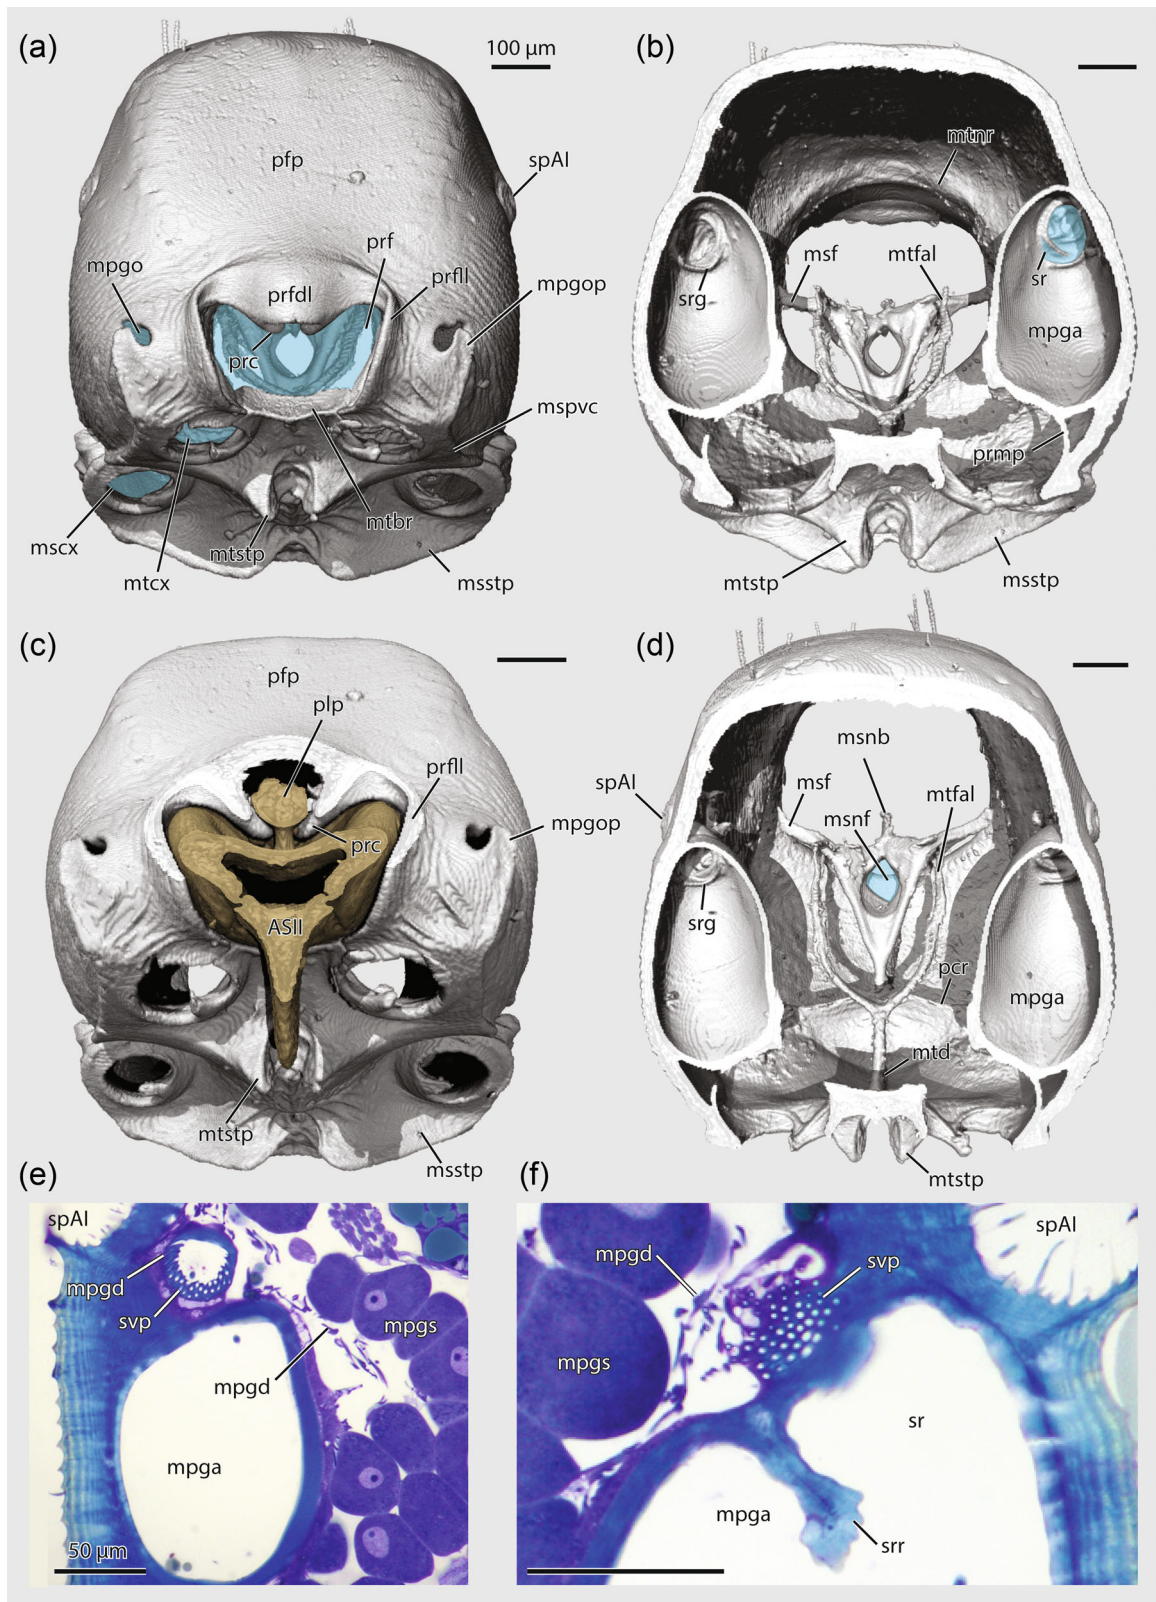 (a)
100 µm
pfp
spAI
mpgo
prf
prfll
prfdl
mpgop
prc
mspvc
mscx
mtbr
mtstp
mtcx
msstp
(b)
mtnr
msf
mtfal
srg
sr
mpga
prmp
mtstp
msstp
(c)
pfp
plp
prfll
prc
mpgop
ASII
mtstp
msstp
(d)
msnb
spAI
msf
mtfal
msnf
srg
pcr
mpga
mtd
mtstp
(e)
spAI
mpgd
svp
mpgs
mpgd
mpga
50 µm
(f)
spAI
mpgd
svp
mpgs
sr
mpga
srr